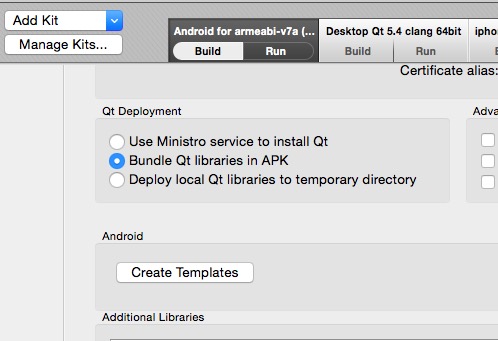 Add Kit
Manage Kits...
Android for armeabi-v7a (...
Build Run
Desktop Qt 5.4 clang 64bit
Build Run
ipho
B
Certificate alias:
Qt Deployment
Use Ministro service to install Qt
Bundle Qt libraries in APK
Deploy local Qt libraries to temporary directory
Adva
Android
Create Templates
Additional Libraries